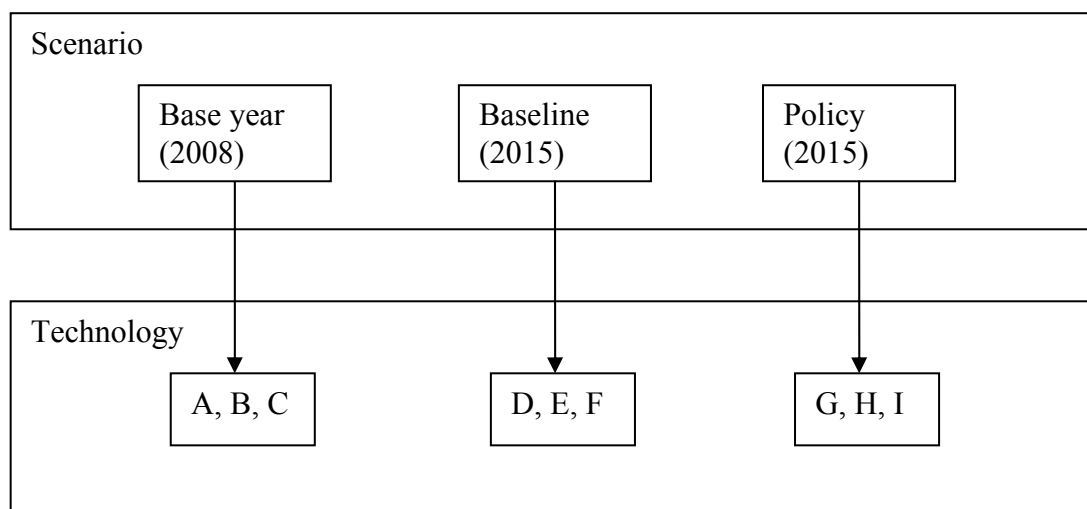 Scenario
Base year
(2008)
Baseline
(2015)
Policy
(2015)
Technology
A, B, C
D, E, F
G, H, I